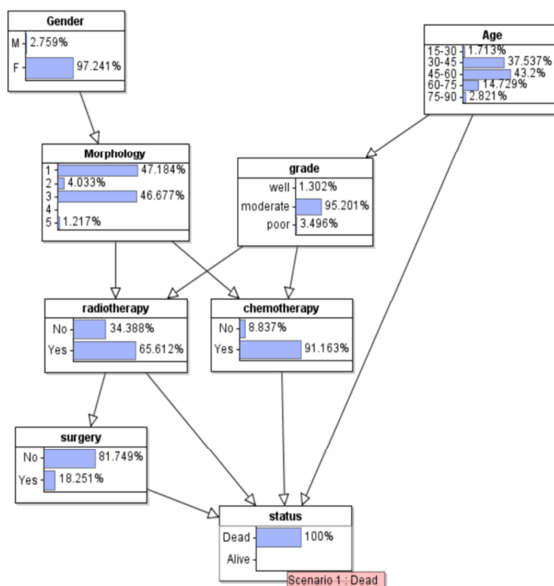 Gender
M 2.759%
F 97.241%
Age
15-30 1.713%
30-45 37.537%
45-60 43.2%
60-75 14.729%
75-90 2.821%
Morphology
1 47.184%
2 4.033%
3 46.677%
4
5 1.217%
grade
well 1.302%
moderate 95.201%
poor 3.496%
radiotherapy
No 34.388%
Yes 65.612%
chemotherapy
No 8.837%
Yes 91.163%
surgery
No 81.749%
Yes 18.251%
status
Dead 100%
Alive
Scenario 1 : Dead